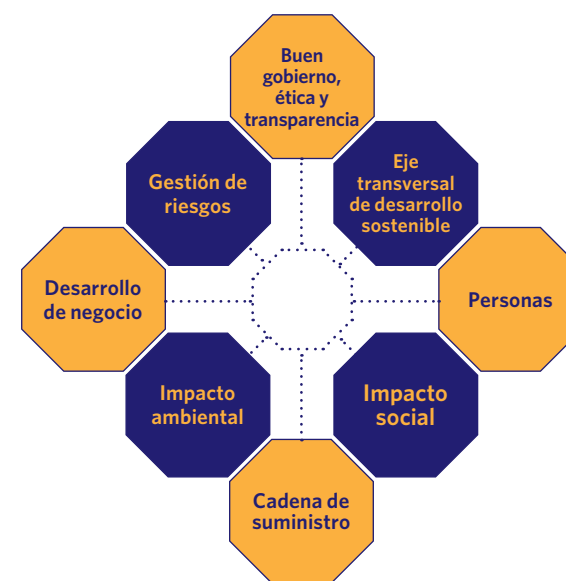 Buen
gobierno,
ética y
transparencia
Gestión de
riesgos
Eje
transversal
de desarrollo
sostenible
Desarrollo
de negocio
Personas
Impacto
ambiental
Impacto
social
Cadena de
suministro